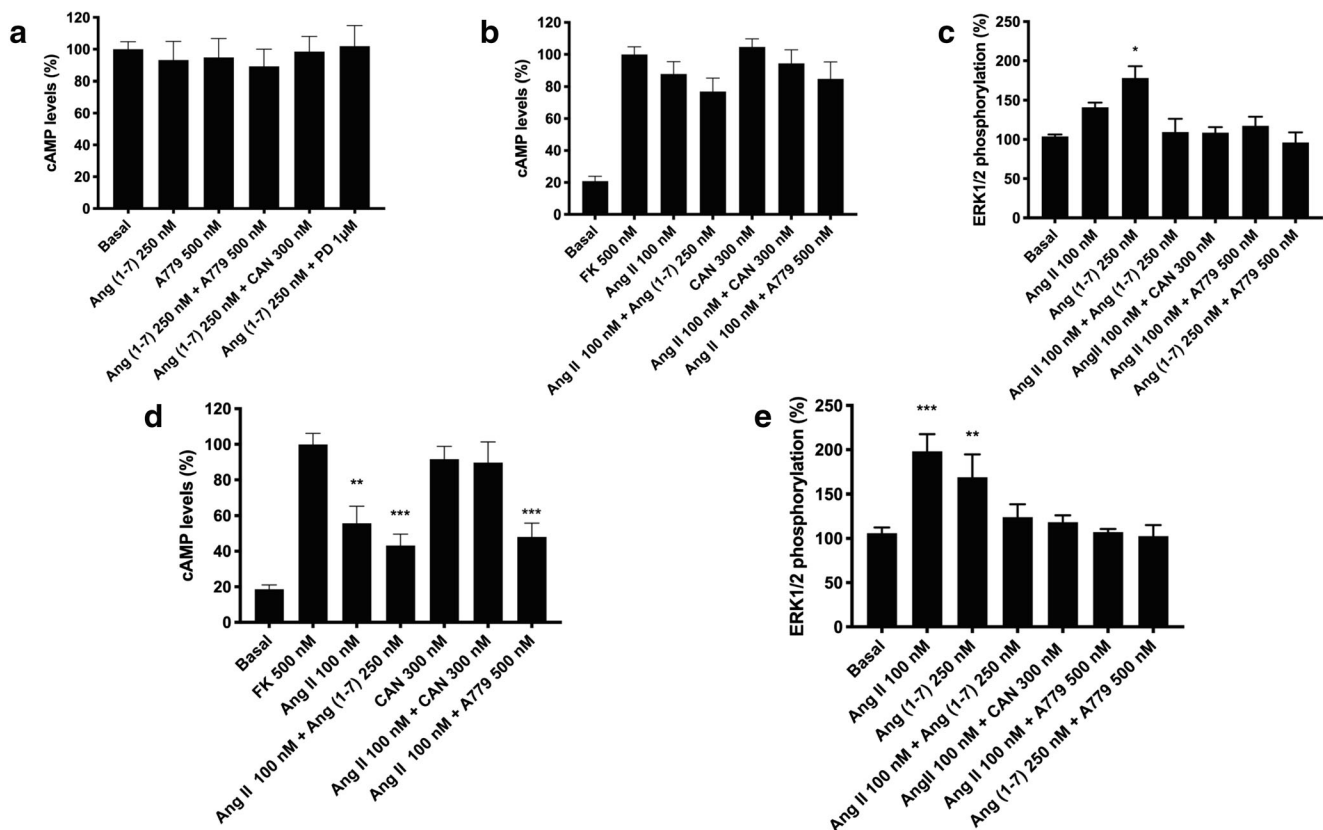 a
cAMP levels (%)
120
100
80
60
40
20
0
Basal
Ang (1-7) 250 nM
A779 500 nM
Ang (1-7) 250 nM + A779 500 nM
Ang (1-7) 250 nM + CAN 300 nM
Ang (1-7) 250 nM + PD 1μM
b
cAMP levels (%)
120
100
80
60
40
20
0
Basal
FK 500 nM
Ang II 100 nM
Ang II 100 nM + Ang (1-7) 250 nM
CAN 300 nM
Ang II 100 nM + CAN 300 nM
Ang II 100 nM + A779 500 nM
c
ERK1/2 phosphorylation (%)
250
200
150
100
50
0
*
Basal
Ang II 100 nM
Ang (1-7) 250 nM
Ang II 100 nM + Ang (1-7) 250 nM
AngII 100 nM + CAN 300 nM
Ang II 100 nM + A779 500 nM
Ang (1-7) 250 nM + A779 500 nM
d
cAMP levels (%)
120
100
80
60
40
20
0
**
***
***
Basal
FK 500 nM
Ang II 100 nM
Ang II 100 nM + Ang (1-7) 250 nM
CAN 300 nM
Ang II 100 nM + CAN 300 nM
Ang II 100 nM + A779 500 nM
e
ERK1/2 phosphorylation (%)
250
200
150
100
50
0
***
**
Basal
Ang II 100 nM
Ang (1-7) 250 nM
Ang II 100 nM + Ang (1-7) 250 nM
AngII 100 nM + CAN 300 nM
Ang II 100 nM + A779 500 nM
Ang (1-7) 250 nM + A779 500 nM